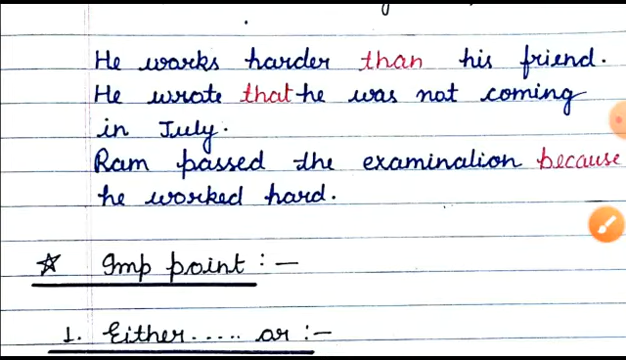 He works harder than his friend.
He wrote that he was not coming
in July.
Ram passed the examination because
he worked hard.
☆ Imp point :-
1. Either ..... or :-